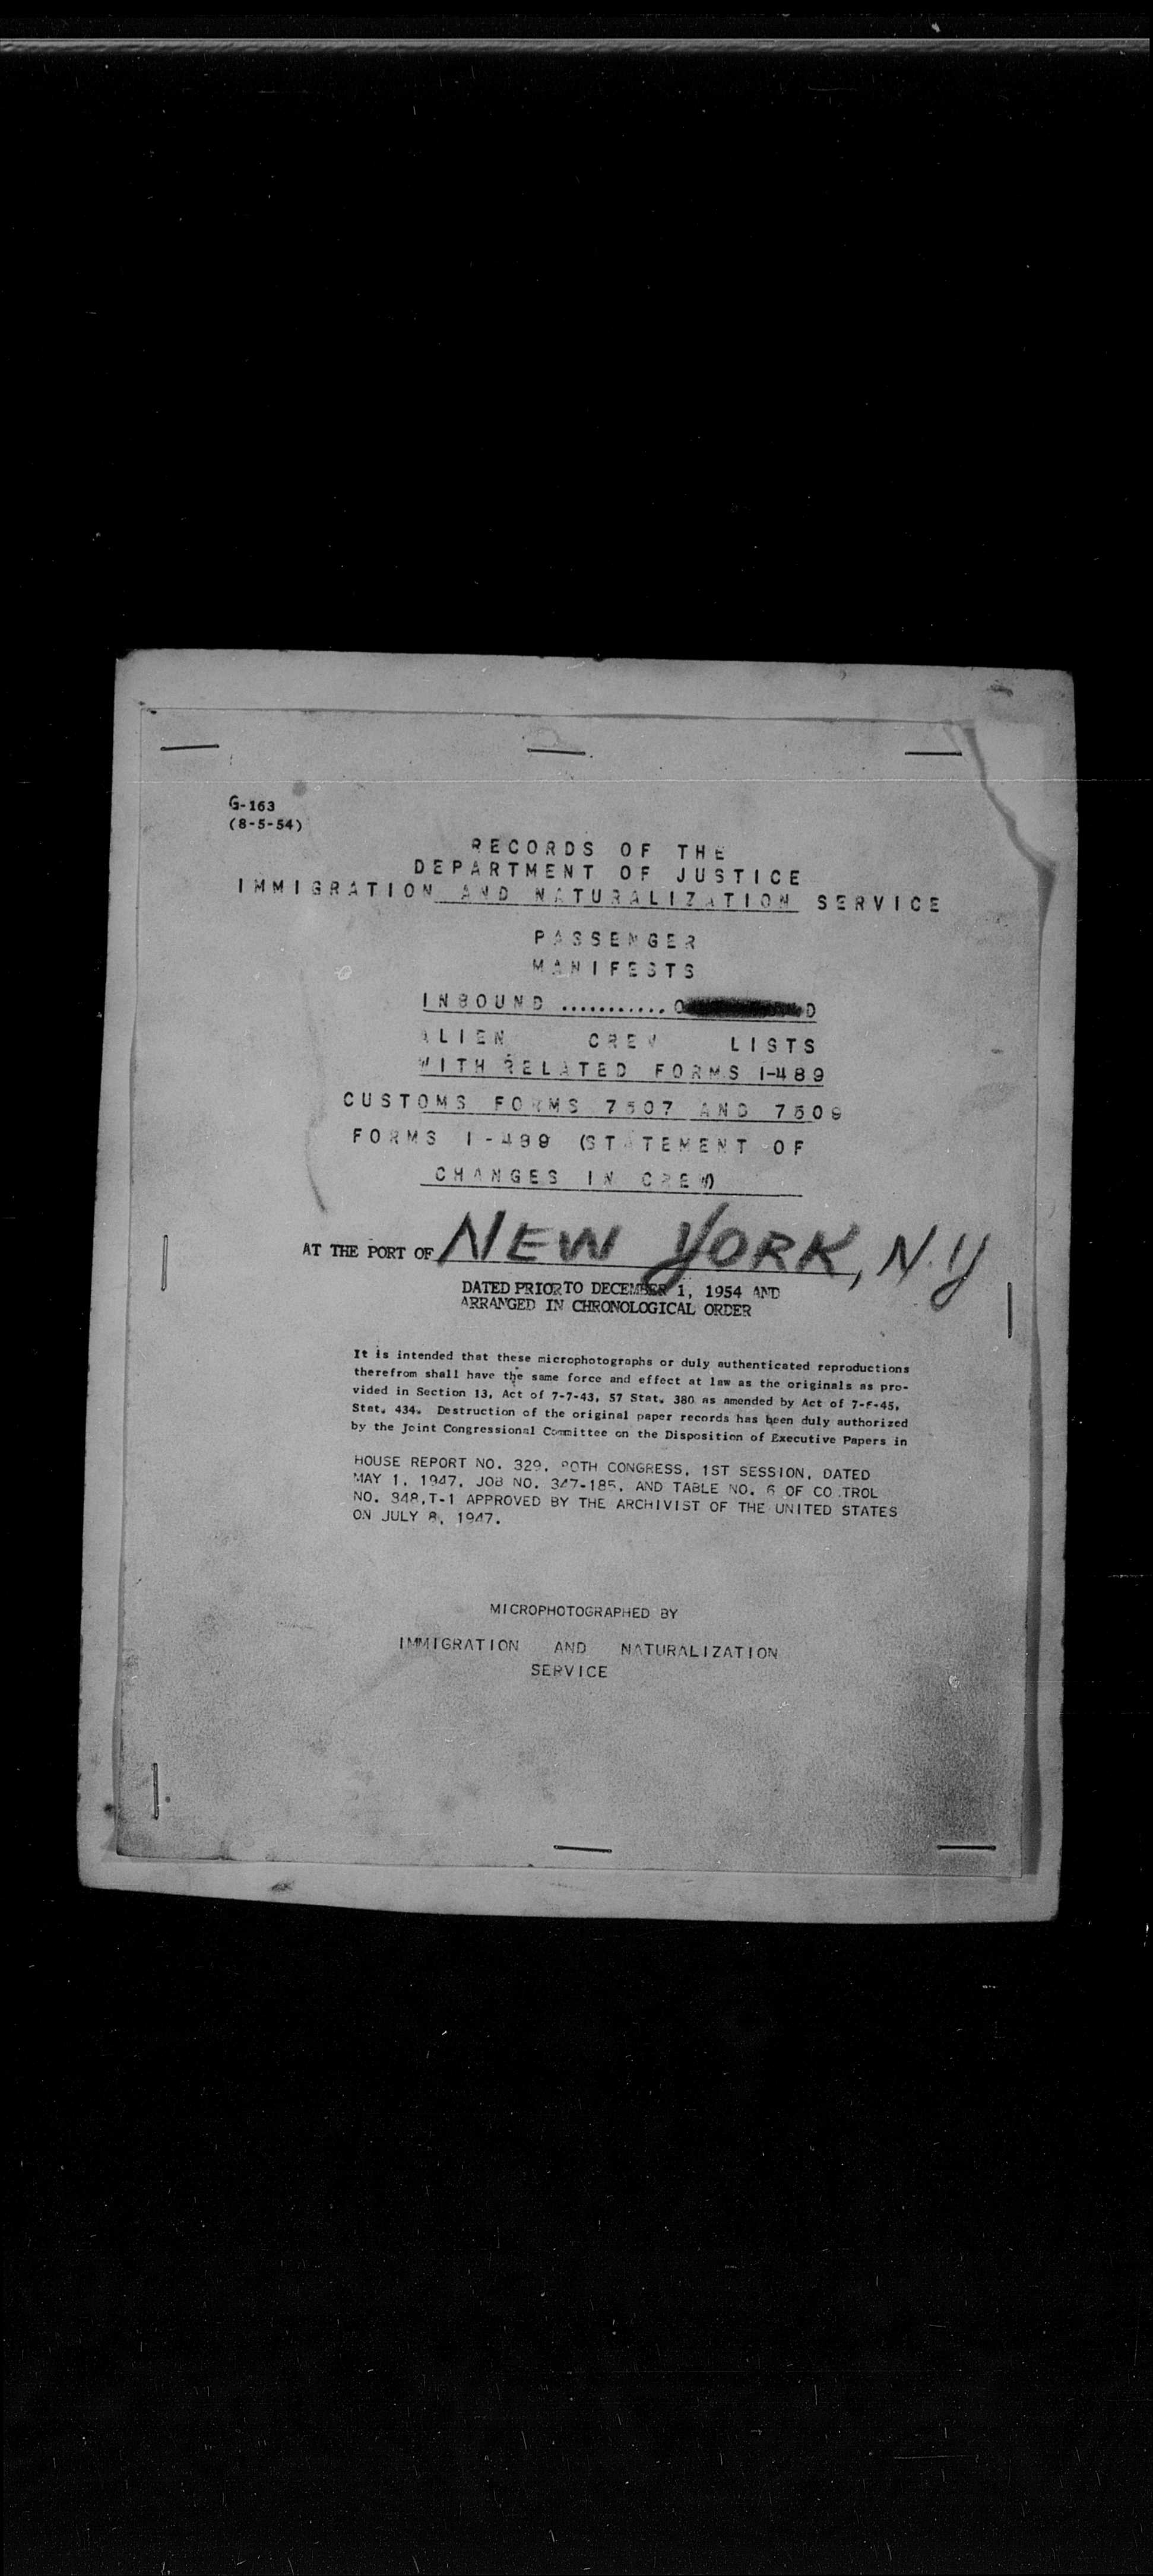 G-163
(8-5-54)
RECORDS OF THE
DEPARTMENT OF JUSTICE
IMMIGRATION AND NATURALIZATION SERVICE
PASSENGER
MANIFESTS
INBOUND ...........
ALIEN CREW LISTS
WITH RELATED FORMS I-489
CUSTOMS FORMS 7507 AND 7509
FORMS I-489 (STATEMENT OF
CHANGES IN CREW)
AT THE PORT OF NEW YORK, N.Y
DATED PRIOR TO DECEMBER 1, 1954 AND
ARRANGED IN CHRONOLOGICAL ORDER
It is intended that these microphotographs or duly authenticated reproductions
therefrom shall have the same force and effect at law as the originals as pro-
vided in Section 13, Act of 7-7-43, 57 Stat. 380 as amended by Act of
Stat. 434. Destruction of the original paper records has been duly authorized
by the Joint Congressional Committee on the Disposition of Executive Papers in
HOUSE REPORT NO. 329, 80TH CONGRESS, 1ST SESSION, DATED
MAY 1, 1947, JOB NO. 347-185, AND TABLE NO. 6 OF CO TROL
NO. 348,T-1 APPROVED BY THE ARCHIVIST OF THE UNITED STATES
ON JULY 8, 1947.
MICROPHOTOGRAPHED BY
IMMIGRATION AND NATURALIZATION
SERVICE